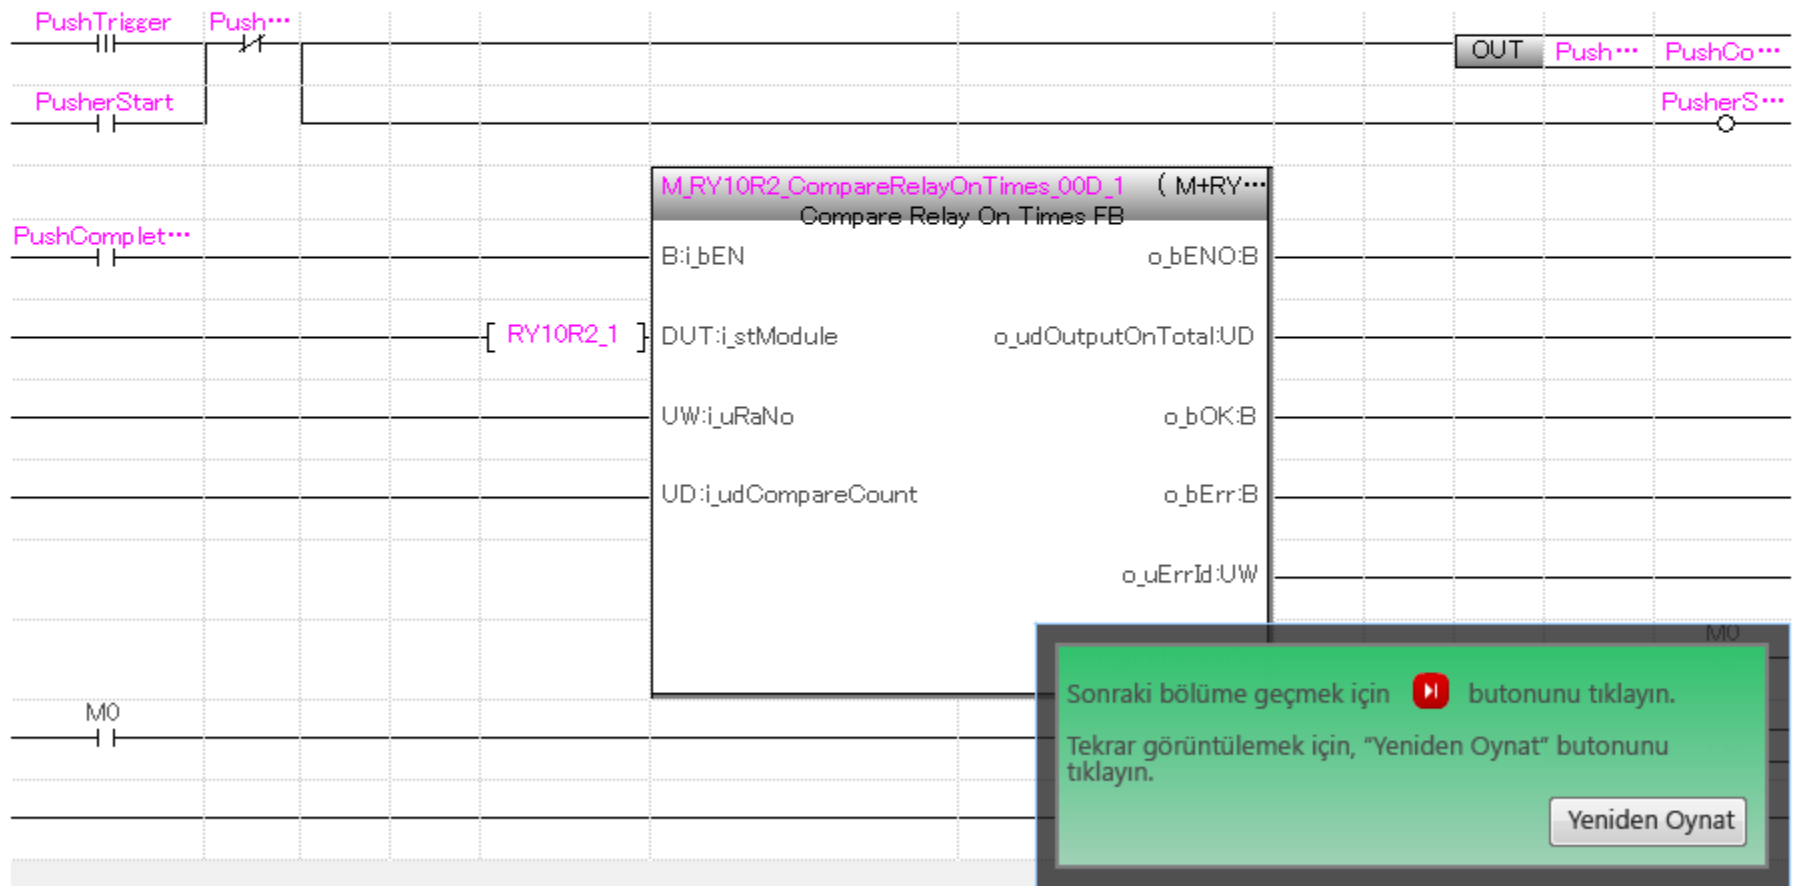 PushTrigger Push…
OUT Push… PushCo…
PusherStart PusherS…
M_RY10R2_CompareRelayOnTimes_00D_1 ( M+RY…
Compare Relay On Times FB
PushComplet…
B:i_bEN o_bENO:B
[ RY10R2_1 ] DUT:i_stModule o_udOutputOnTotal:UD
UW:i_uRaNo o_bOK:B
UD:i_udCompareCount o_bErr:B
o_uErrId:UW
M0
Sonraki bölüme geçmek için butonunu tıklayın.
M0
Tekrar görüntülemek için, "Yeniden Oynat" butonunu
tıklayın.
Yeniden Oynat